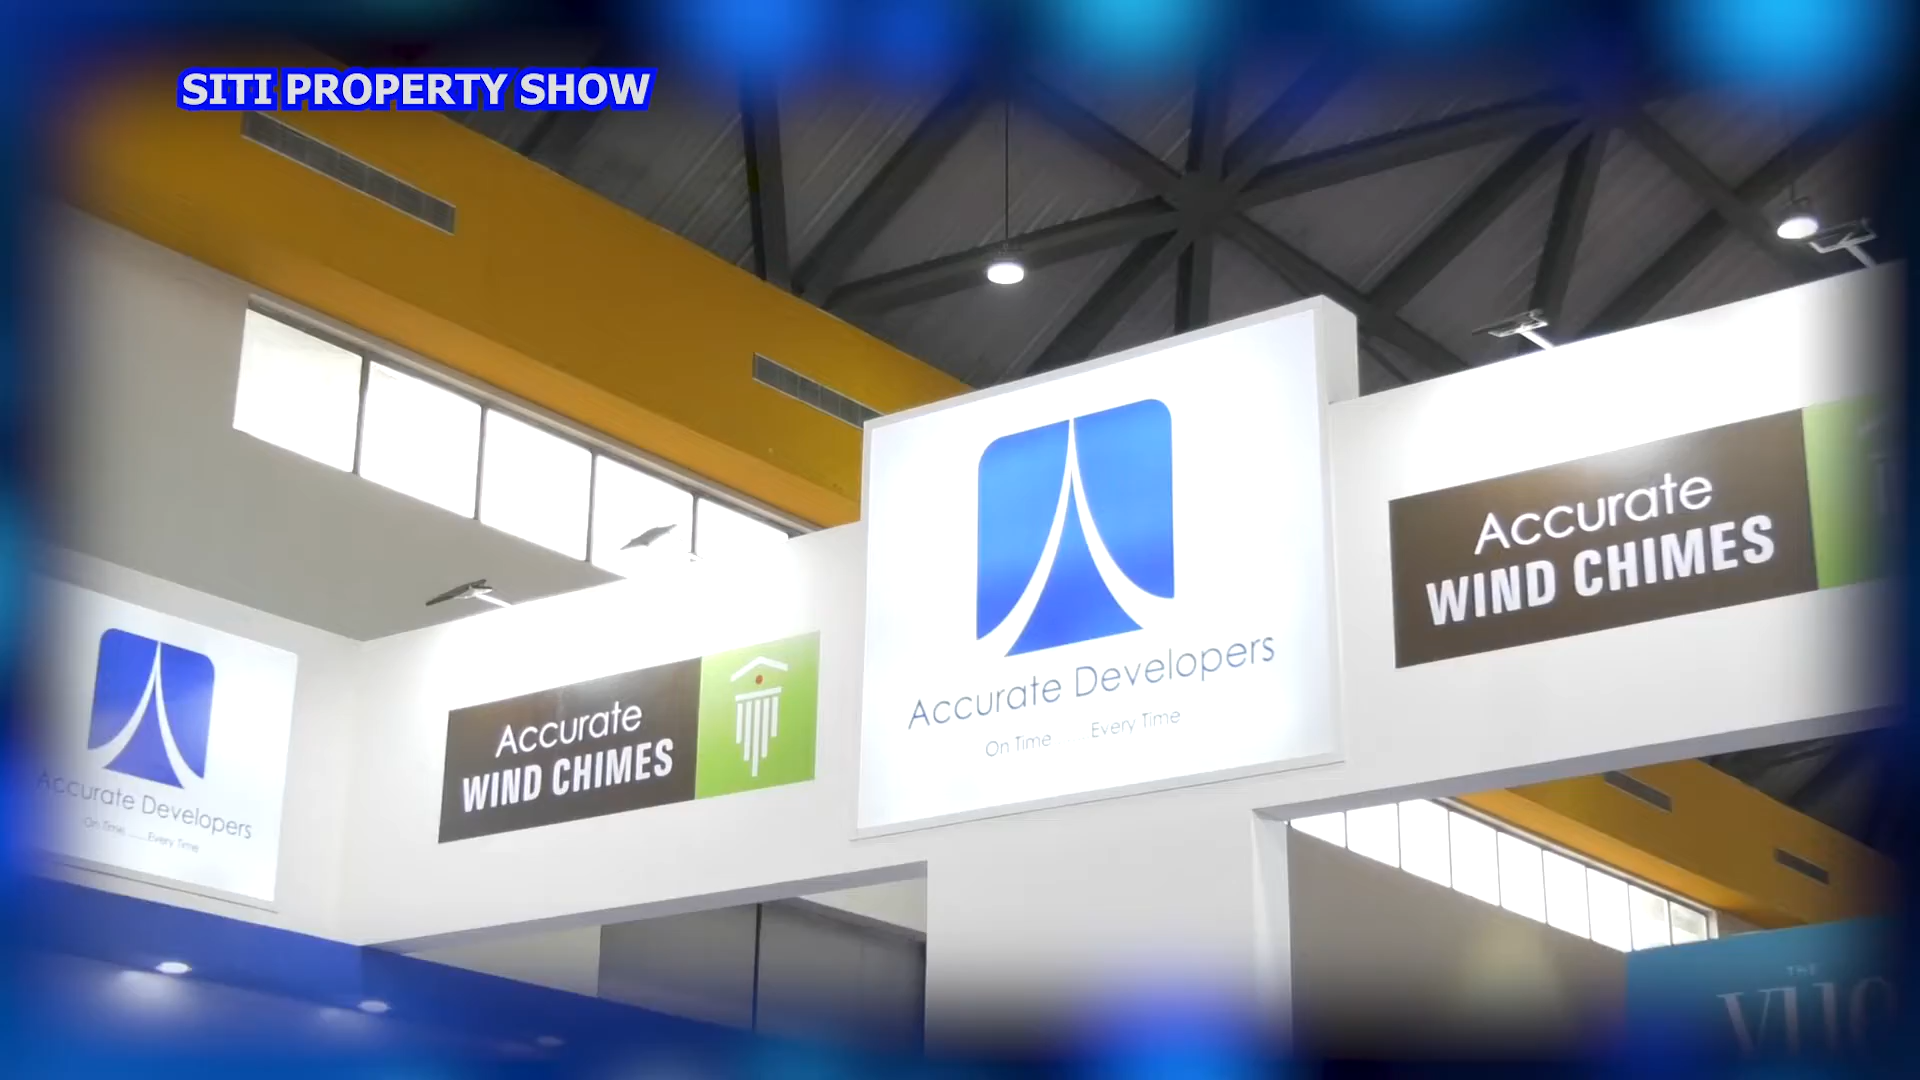 SITI PROPERTY SHOW
Accurate Developers
On Time ..... Every Time
Accurate
WIND CHIMES
Accurate
WIND CHIMES
Accurate Developers
On Time ..... Every Time
THE